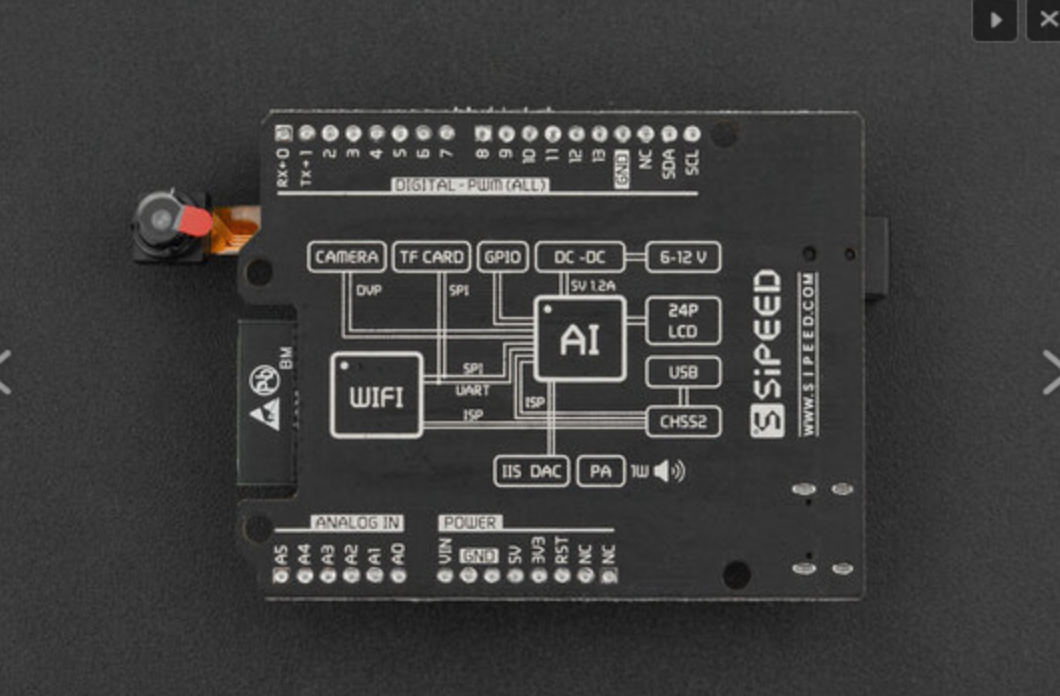 RX←0 TX→1 2 3 4 5 6 7 8 9 10 11 12 13 GND NC SDA SCL
DIGITAL-PWM(ALL)
CAMERA TF CARD GPIO DC-DC 6-12 V
DVP SPI 5V 1.2A
24P
LCD
AI
SPI
UART
ISP
ISP
WIFI
USB
CH552
IIS DAC PA 1W
SiPEED
WWW.SIPEED.COM
Pb
BM
ANALOG IN POWER
A5 A4 A3 A2 A1 A0 VIN GND 5V 3V3 RST NC NC